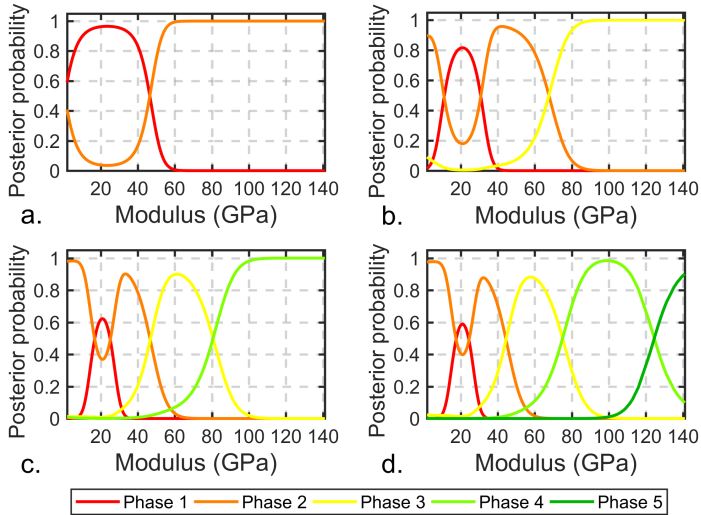 Posterior probability
1
0.8
0.6
0.4
0.2
0
20 40 60 80 100 120 140
Modulus (GPa)
a.
Posterior probability
1
0.8
0.6
0.4
0.2
0
20 40 60 80 100 120 140
Modulus (GPa)
b.
Posterior probability
1
0.8
0.6
0.4
0.2
0
20 40 60 80 100 120 140
Modulus (GPa)
c.
Posterior probability
1
0.8
0.6
0.4
0.2
0
20 40 60 80 100 120 140
Modulus (GPa)
d.
Phase 1 Phase 2 Phase 3 Phase 4 Phase 5